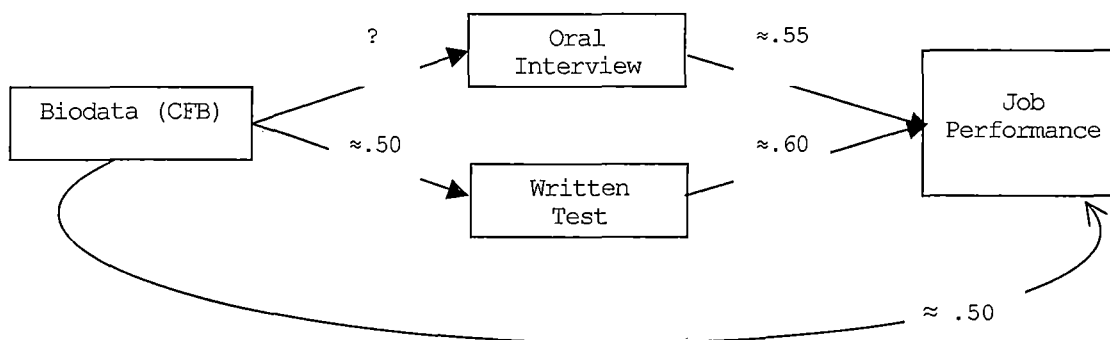 ?
Oral
Interview
≈.55
Biodata (CFB)
Job
Performance
≈.50
≈.60
Written
Test
≈ .50